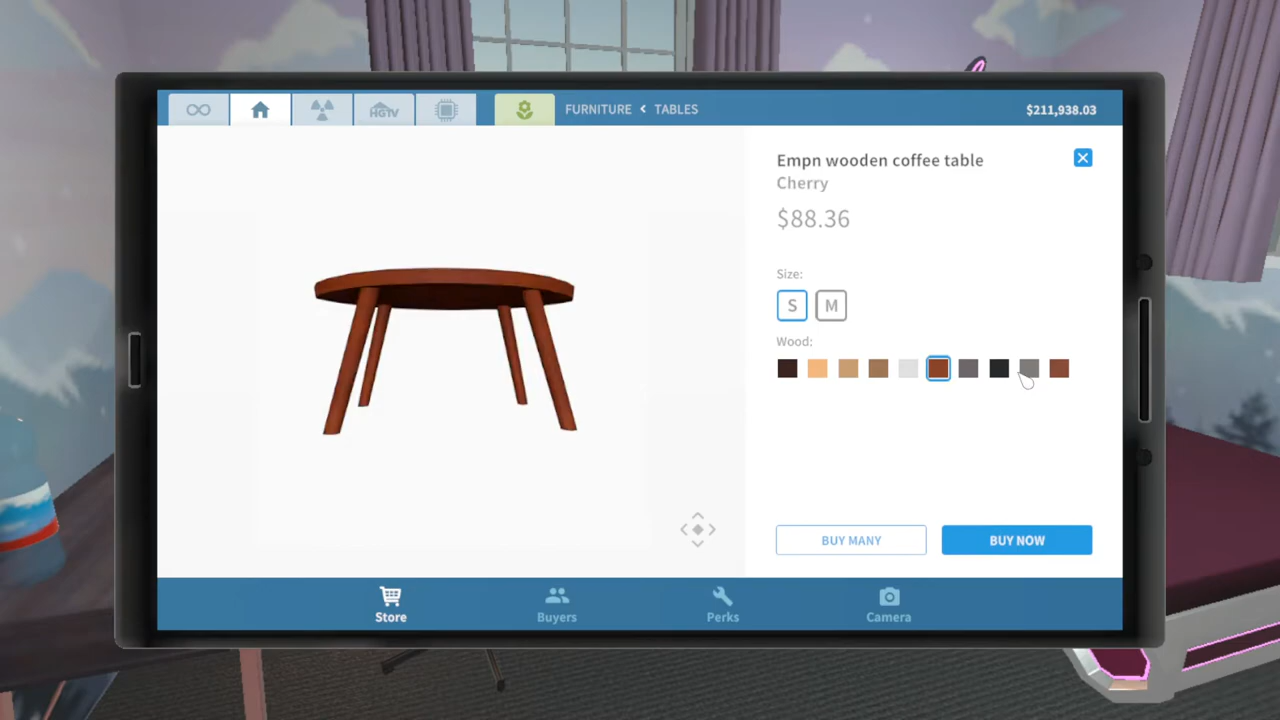 HGTV
FURNITURE < TABLES
$211,938.03
Empn wooden coffee table
Cherry
$88.36
Size:
S M
Wood:
BUY MANY
BUY NOW
Store
Buyers
Perks
Camera